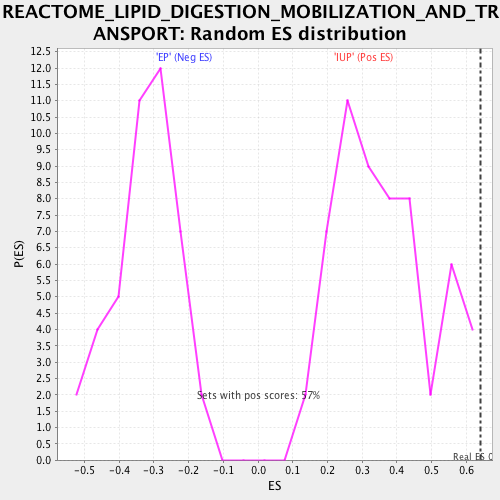 REACTOME_LIPID_DIGESTION_MOBILIZATION_AND_TR
ANSPORT: Random ES distribution
'EP' (Neg ES)
'IUP' (Pos ES)
12.5
12.0
11.5
11.0
10.5
10.0
9.5
9.0
8.5
8.0
7.5
7.0
6.5
6.0
5.5
5.0
4.5
4.0
3.5
3.0
2.5
2.0
1.5
1.0
0.5
0.0
P(ES)
Sets with pos scores: 57%
Real ES 0
-0.5 -0.4 -0.3 -0.2 -0.1 0.0 0.1 0.2 0.3 0.4 0.5 0.6
ES